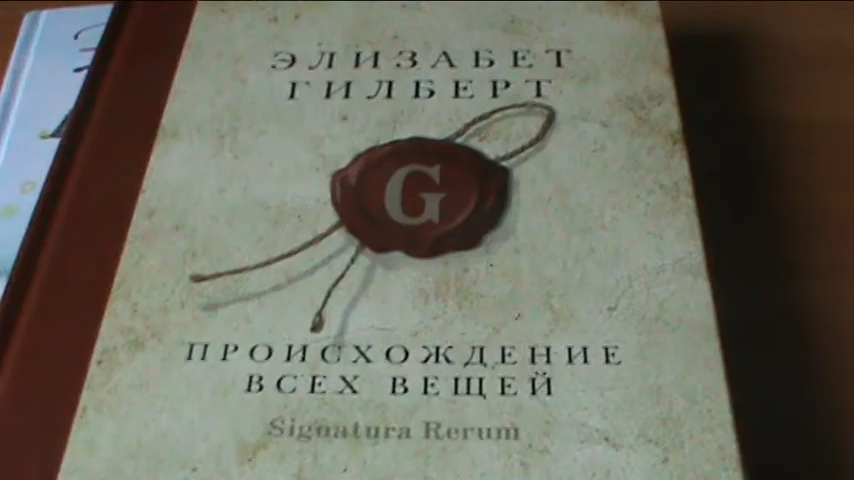 ЭЛИЗАБЕТ
ГИЛБЕРТ
G
ПРОИСХОЖДЕНИЕ
ВСЕХ ВЕЩЕЙ
Signatura Rerum